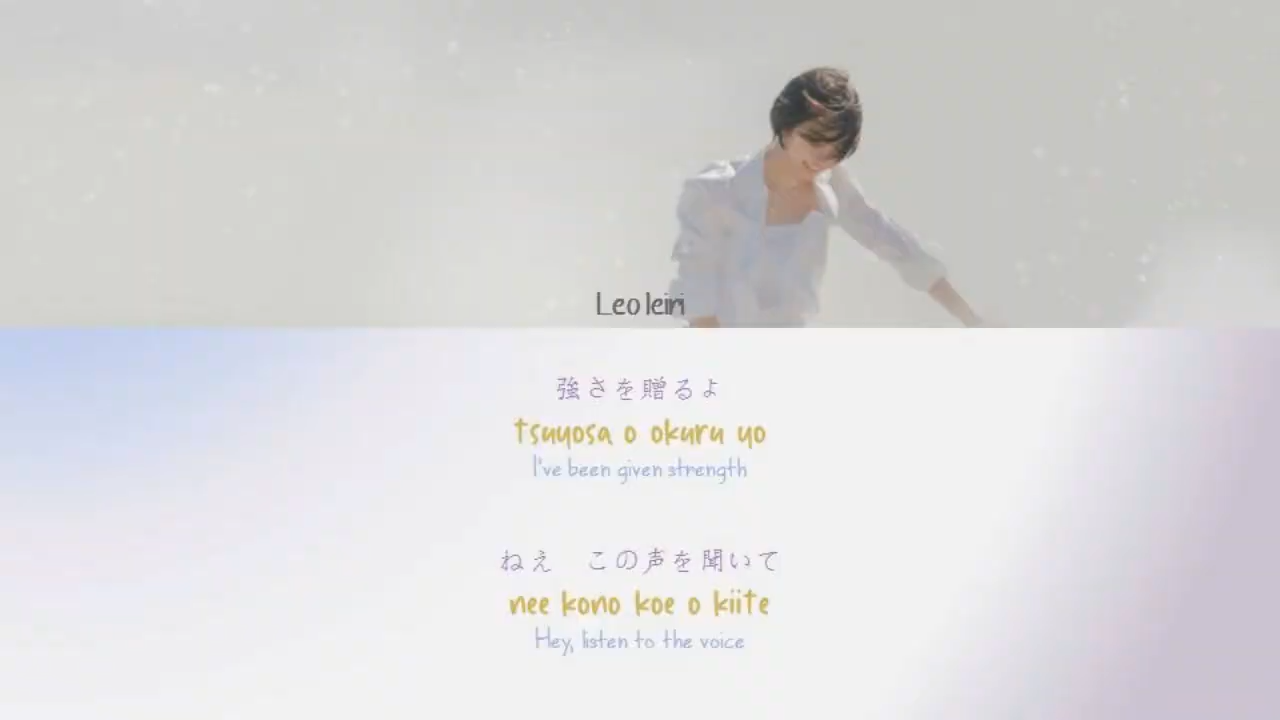 Leo Ieiri
強さを贈るよ
tsuyosa o okuru yo
I've been given strength
ねえ　この声を聞いて
nee kono koe o kiite
Hey, listen to the voice